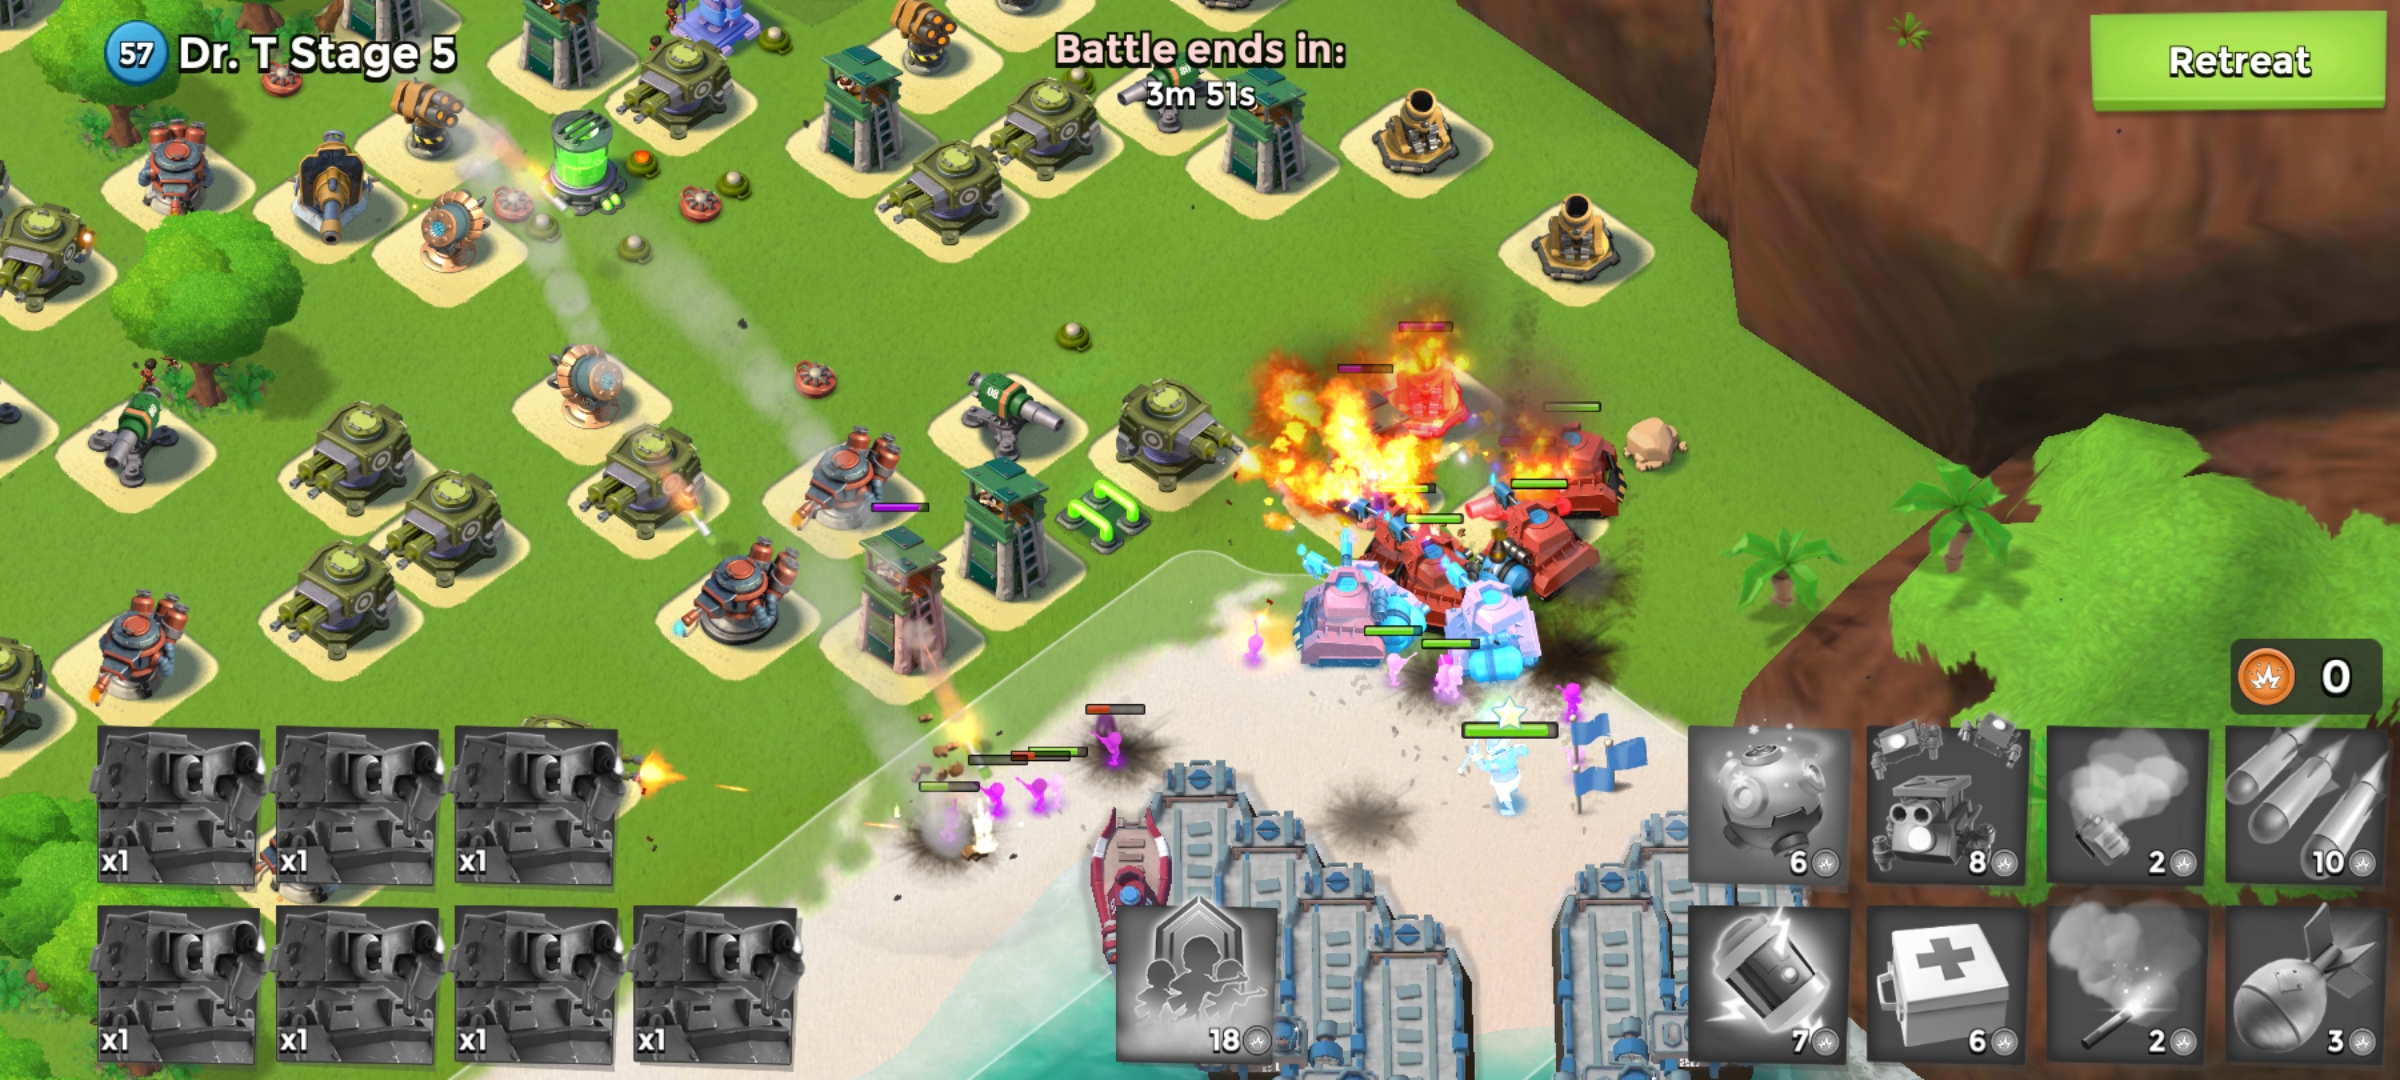 57 Dr. T Stage 5
Battle ends in:
3m 51s
Retreat
0
x1 x1 x1
6 8 2 10
x1 x1 x1 x1
18
7 6 2 3